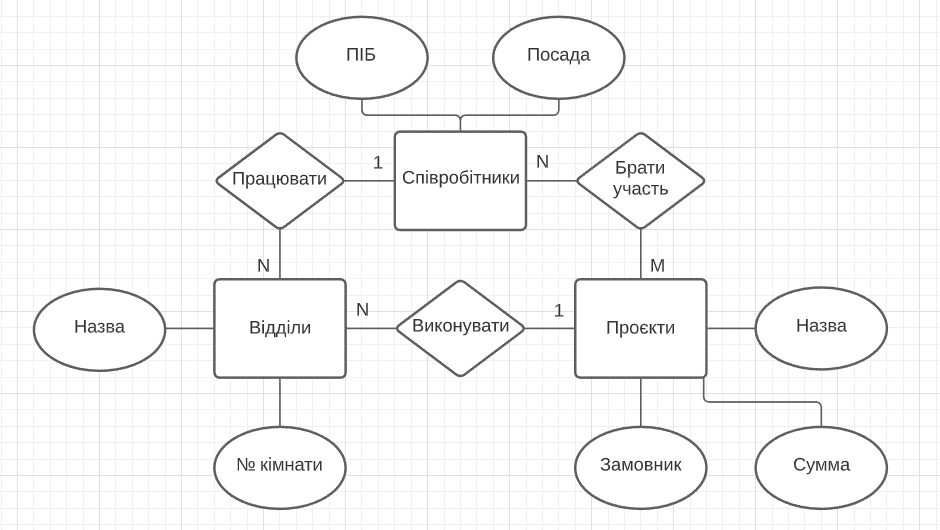 ПІБ
Посада
Працювати
1
Співробітники
N
Брати
участь
N
M
Назва
Відділи
N
Виконувати
1
Проєкти
Назва
№ кімнати
Замовник
Сумма